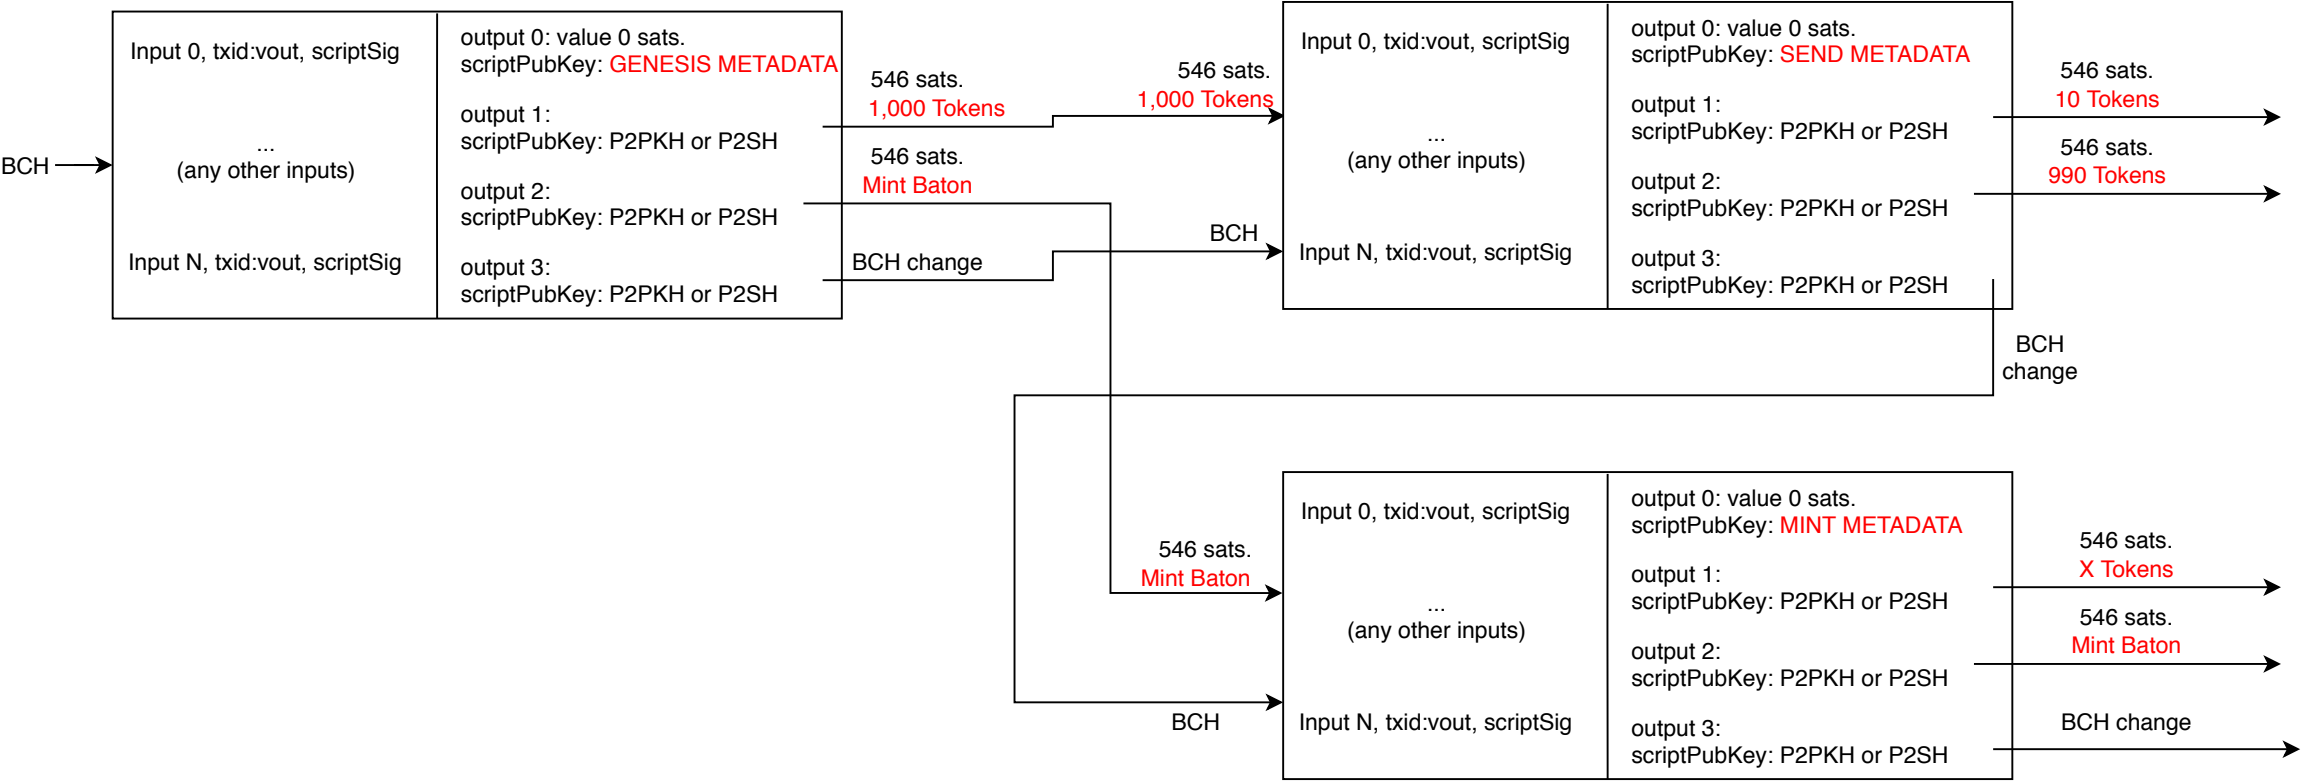 BCH
Input 0, txid:vout, scriptSig
...
(any other inputs)
Input N, txid:vout, scriptSig
output 0: value 0 sats.
scriptPubKey: GENESIS METADATA
output 1:
scriptPubKey: P2PKH or P2SH
output 2:
scriptPubKey: P2PKH or P2SH
output 3:
scriptPubKey: P2PKH or P2SH
546 sats.
1,000 Tokens
546 sats.
Mint Baton
BCH change
546 sats.
1,000 Tokens
BCH
Input 0, txid:vout, scriptSig
...
(any other inputs)
Input N, txid:vout, scriptSig
output 0: value 0 sats.
scriptPubKey: SEND METADATA
output 1:
scriptPubKey: P2PKH or P2SH
output 2:
scriptPubKey: P2PKH or P2SH
output 3:
scriptPubKey: P2PKH or P2SH
546 sats.
10 Tokens
546 sats.
990 Tokens
BCH
change
546 sats.
Mint Baton
BCH
Input 0, txid:vout, scriptSig
...
(any other inputs)
Input N, txid:vout, scriptSig
output 0: value 0 sats.
scriptPubKey: MINT METADATA
output 1:
scriptPubKey: P2PKH or P2SH
output 2:
scriptPubKey: P2PKH or P2SH
output 3:
scriptPubKey: P2PKH or P2SH
546 sats.
X Tokens
546 sats.
Mint Baton
BCH change